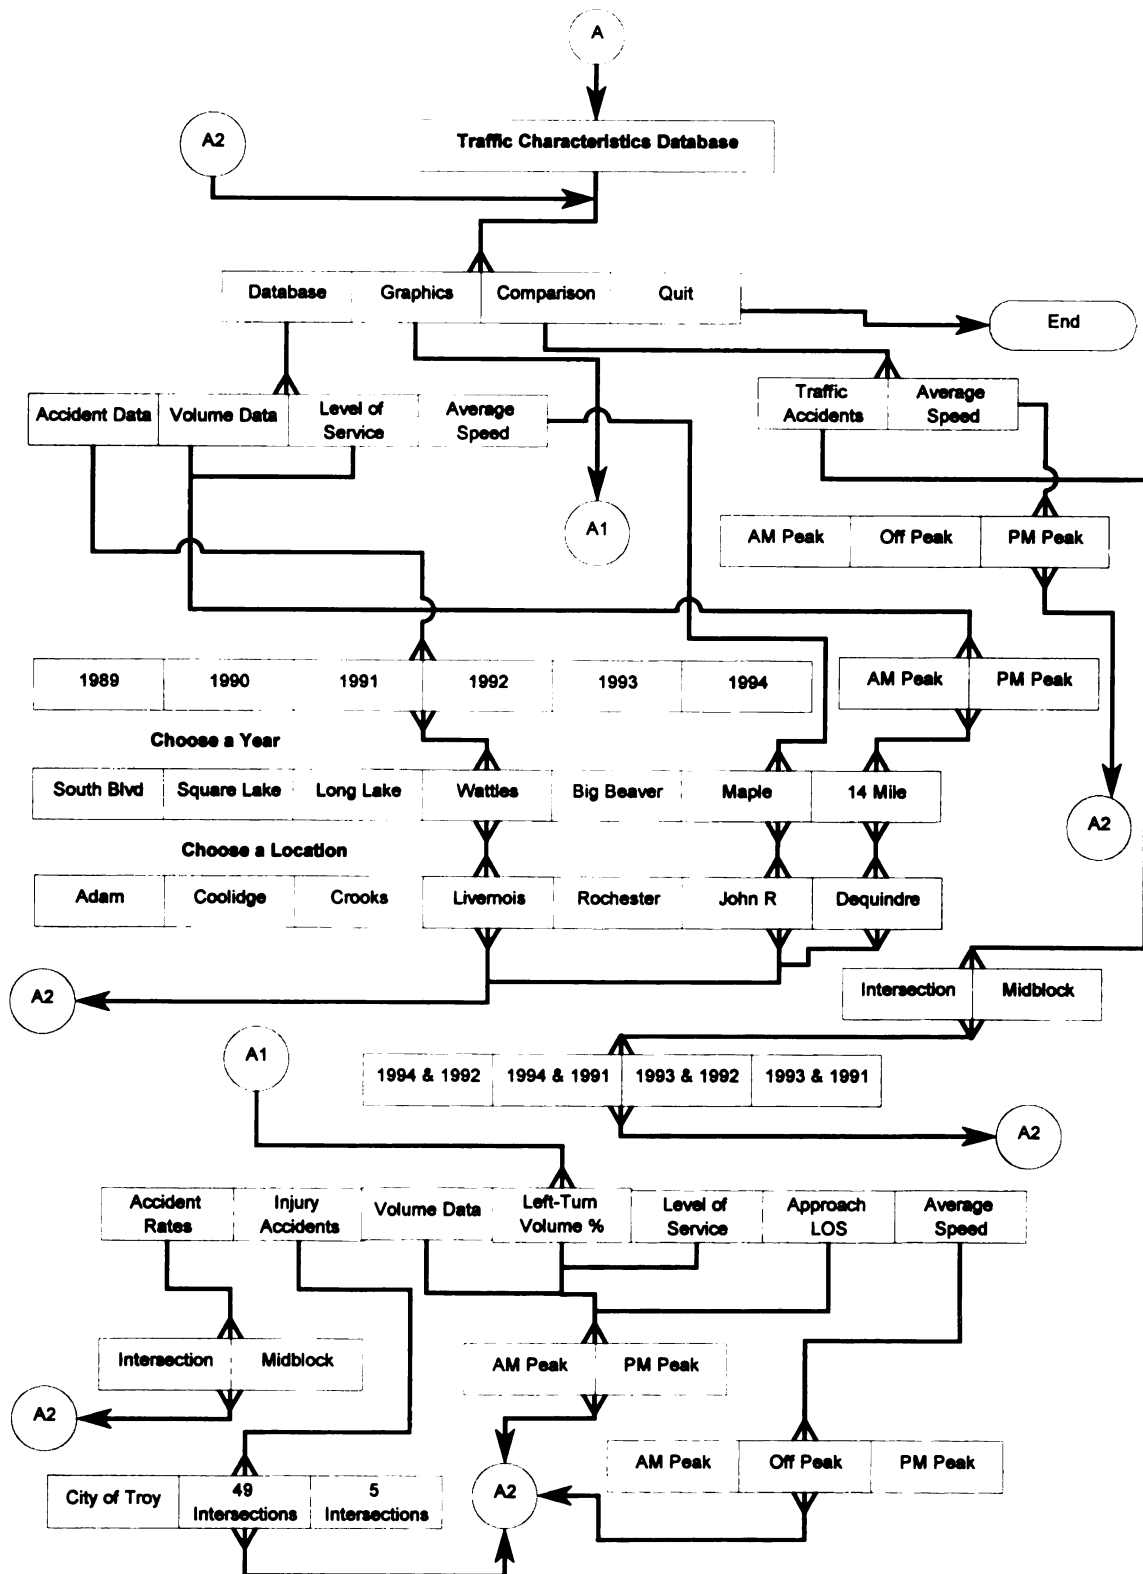 A
A2
Traffic Characteristics Database
Database Graphics Comparison Quit
End
Accident Data Volume Data Level of Average
Service Speed
Traffic Average
Accidents Speed
A1
AM Peak Off Peak PM Peak
1989 1990 1991 1992 1993 1994
AM Peak PM Peak
Choose a Year
South Blvd Square Lake Long Lake Wattles Big Beaver Maple 14 Mile
A2
Choose a Location
Adam Coolidge Crooks Livernois Rochester John R Dequindre
A2
Intersection Midblock
A1
1994 & 1992 1994 & 1991 1993 & 1992 1993 & 1991
A2
Accident Injury Volume Data Left-Turn Level of Approach Average
Rates Accidents Volume % Service LOS Speed
Intersection Midblock
AM Peak PM Peak
A2
AM Peak Off Peak PM Peak
City of Troy 49 5
Intersections Intersections
A2